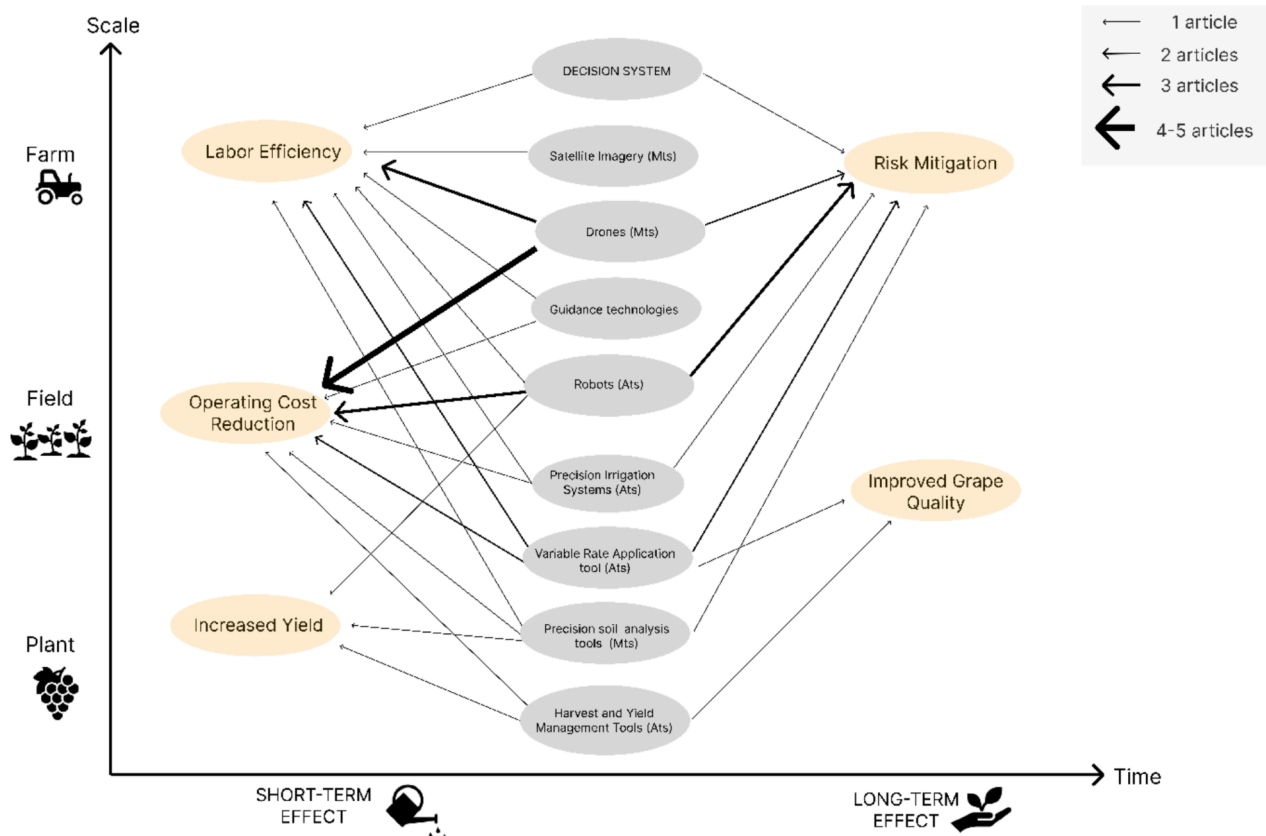 Scale
1 article
2 articles
3 articles
4-5 articles
DECISION SYSTEM
Farm
Labor Efficiency
Satellite Imagery (Mts)
Risk Mitigation
Drones (Mts)
Guidance technologies
Field
Operating Cost
Reduction
Robots (Ats)
Precision Irrigation
Systems (Ats)
Improved Grape
Quality
Variable Rate Application
tool (Ats)
Plant
Increased Yield
Precision soil analysis
tools (Mts)
Harvest and Yield
Management Tools (Ats)
Time
SHORT-TERM
EFFECT
LONG-TERM
EFFECT